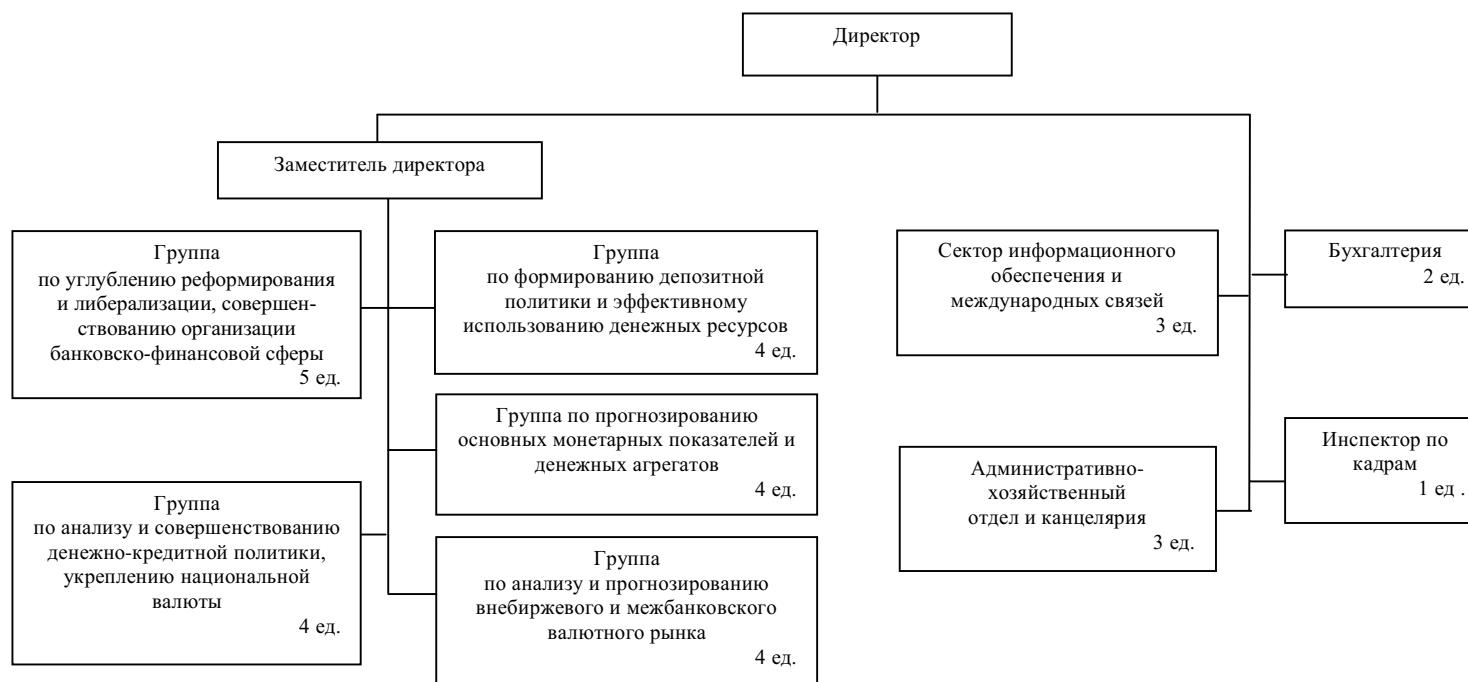 Директор
Заместитель директора
Группа
по углублению реформирования
и либерализации, совершен-
ствованию организации
банковско-финансовой сферы
5 ед.
Группа
по формированию депозитной
политики и эффективному
использованию денежных ресурсов
4 ед.
Сектор информационного
обеспечения и
международных связей
3 ед.
Бухгалтерия
2 ед.
Группа по прогнозированию
основных монетарных показателей и
денежных агрегатов
4 ед.
Инспектор по
кадрам
1 ед .
Административно-
хозяйственный
отдел и канцелярия
3 ед.
Группа
по анализу и совершенствованию
денежно-кредитной политики,
укреплению национальной
валюты
4 ед.
Группа
по анализу и прогнозированию
внебиржевого и межбанковского
валютного рынка
4 ед.